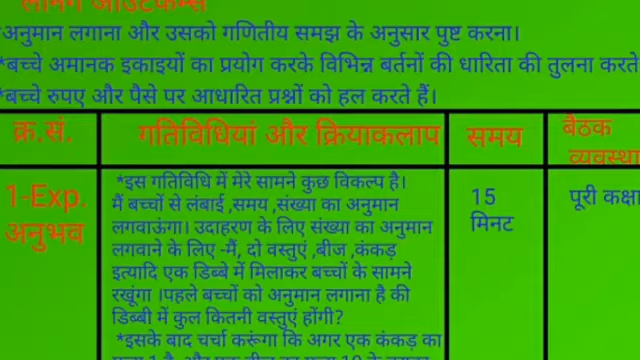 लर्निंग आउटकम्स
*अनुमान लगाना और उसको गणितीय समझ के अनुसार पुष्ट करना।
*बच्चे अमानक इकाइयों का प्रयोग करके विभिन्न बर्तनों की धारिता की तुलना करते
*बच्चे रुपए और पैसे पर आधारित प्रश्नों को हल करते हैं।
क्र.सं. गतिविधियां और क्रियाकलाप समय बैठक व्यवस्था
1-Exp. अनुभव
*इस गतिविधि में मेरे सामने कुछ विकल्प है।
मैं बच्चों से लंबाई ,समय ,संख्या का अनुमान
लगवाऊंगा। उदाहरण के लिए संख्या का अनुमान
लगवाने के लिए -मैं, दो वस्तुएं ,बीज ,कंकड़
इत्यादि एक डिब्बे में मिलाकर बच्चों के सामने
रखूंगा ।पहले बच्चों को अनुमान लगाना है की
डिब्बी में कुल कितनी वस्तुएं होंगी?
*इसके बाद चर्चा करूंगा कि अगर एक कंकड़ का
15 मिनट
पूरी कक्षा